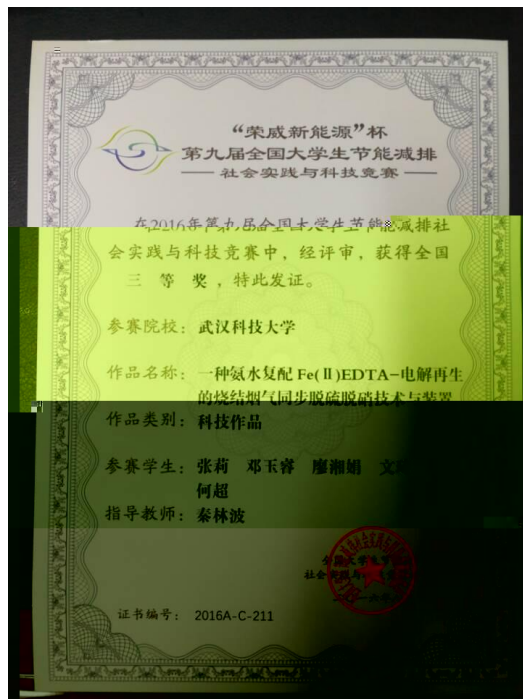 “荣威新能源”杯
第九届全国大学生节能减排
社会实践与科技竞赛
在2016年第九届全国大学生节能减排社
会实践与科技竞赛中，经评审，获得全国
三 等 奖 ，特此发证。
参赛院校：武汉科技大学
作品名称：一种氨水复配 Fe(Ⅱ)EDTA-电解再生
的烧结烟气同步脱硫脱硝技术与装置
作品类别：科技作品
参赛学生：张莉 邓玉睿 廖湘娟 文
何超
指导教师：秦林波
证书编号： 2016A-C-211